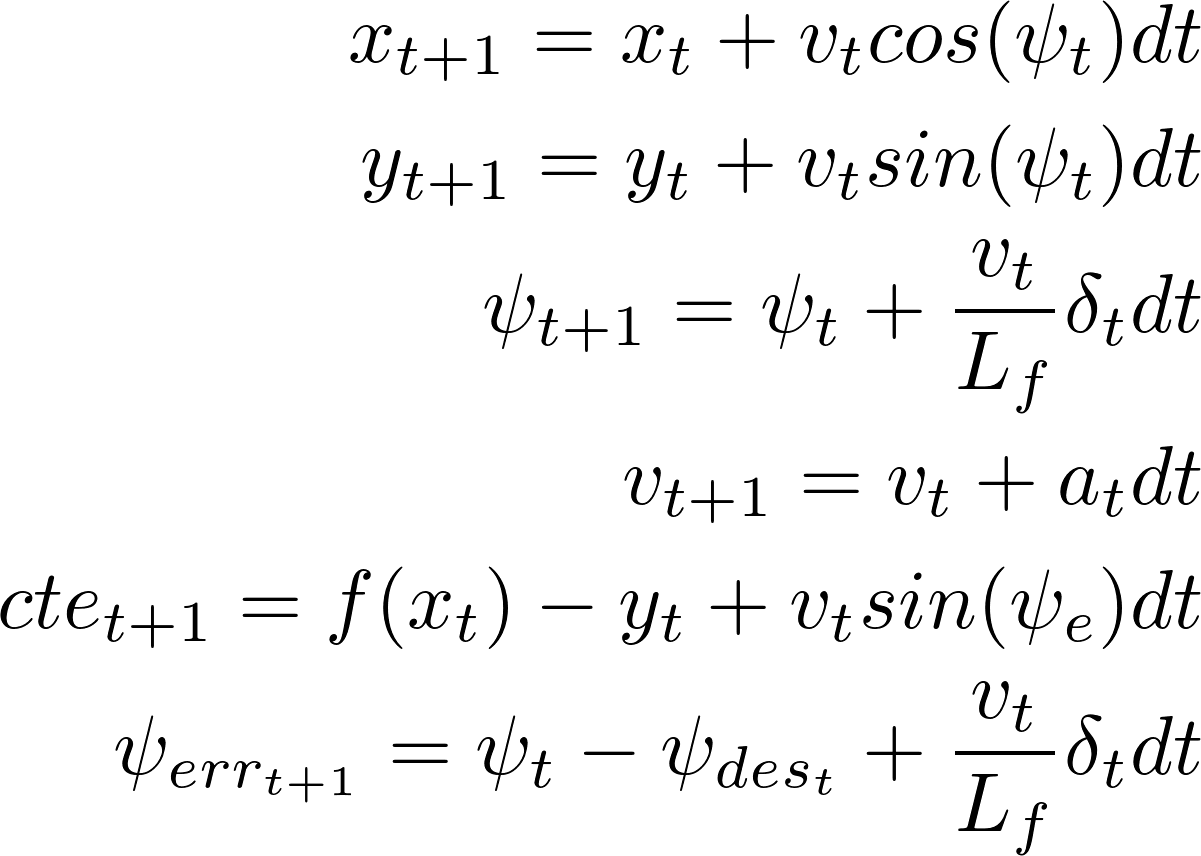 x_{t+1} = x_t + v_t cos(ψ_t)dt
y_{t+1} = y_t + v_t sin(ψ_t)dt
ψ_{t+1} = ψ_t + \frac{v_t}{L_f} δ_t dt
v_{t+1} = v_t + a_t dt
cte_{t+1} = f(x_t) − y_t + v_t sin(ψ_e)dt
ψ_{err_{t+1}} = ψ_t − ψ_{des_t} + \frac{v_t}{L_f} δ_t dt